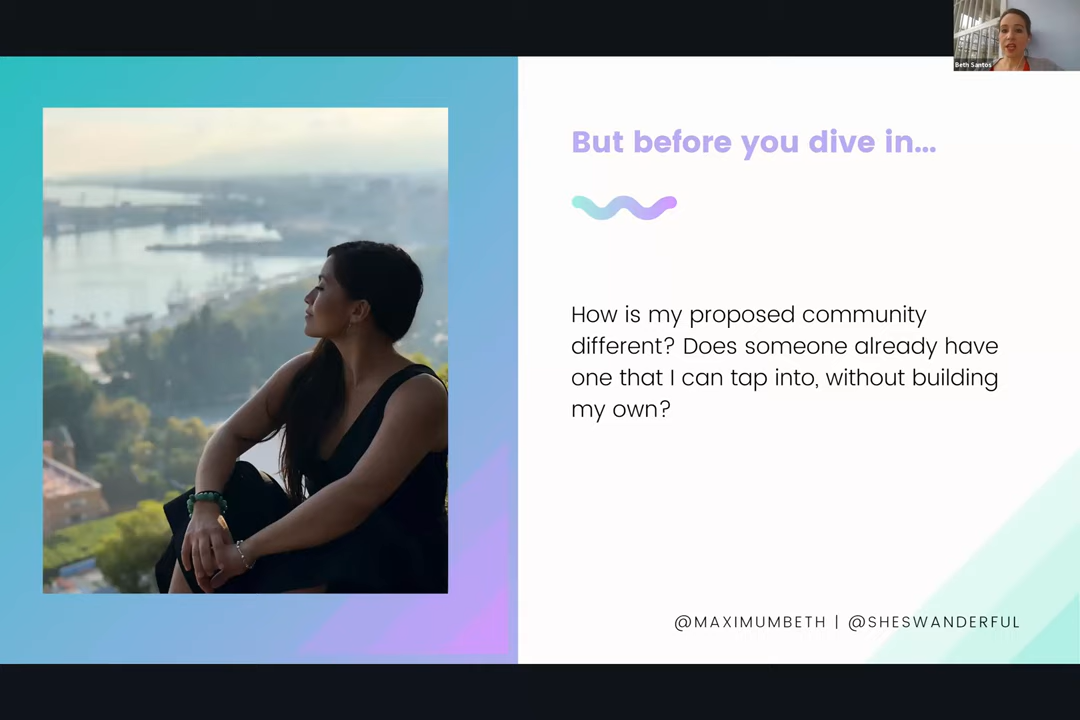 Beth Santos
But before you dive in...
How is my proposed community
different? Does someone already have
one that I can tap into, without building
my own?
@MAXIMUMBETH | @SHESWANDERFUL